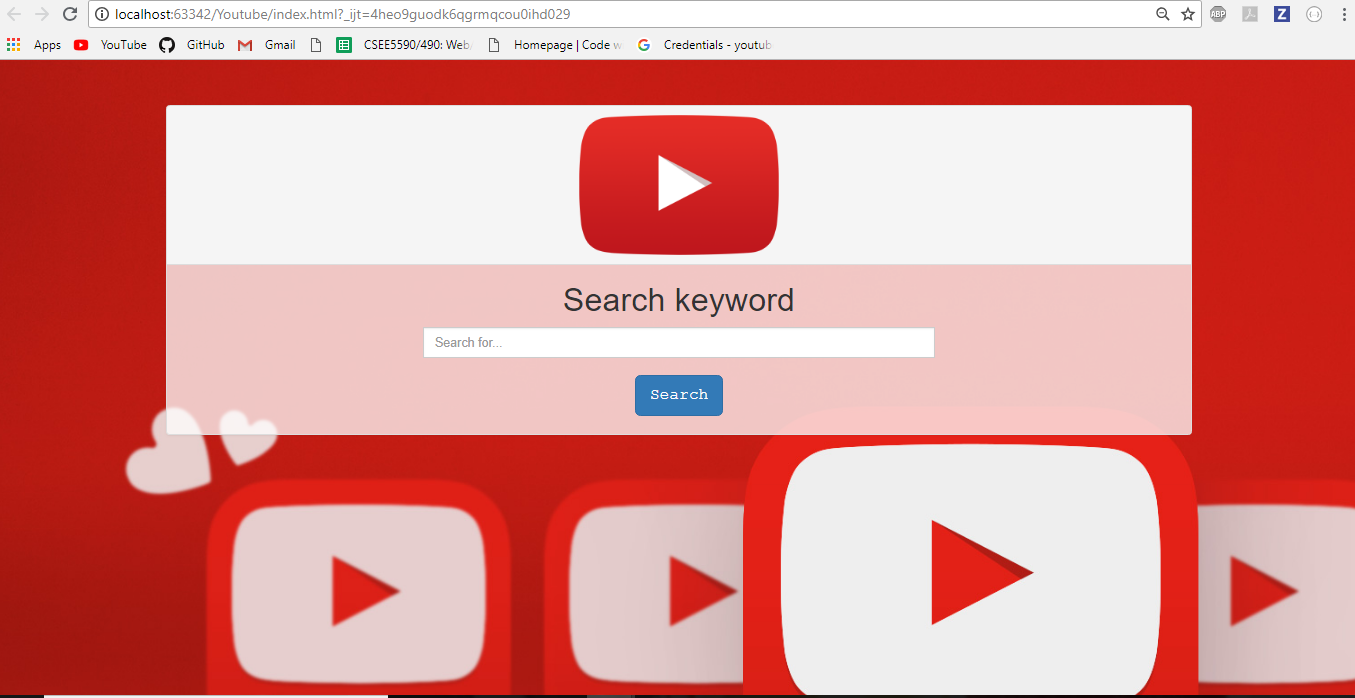 localhost:63342/Youtube/index.html?_ijt=4heo9guodk6qgrmqcou0ihd029
ABP Z
Apps YouTube GitHub Gmail CSEE5590/490: Web Homepage | Code w Credentials - youtub
Search keyword
Search for...
Search